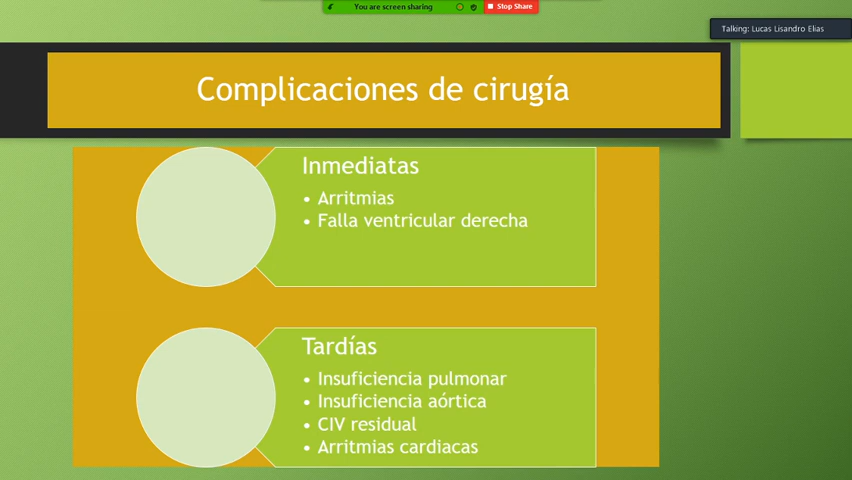 You are screen sharing
Stop Share
Talking: Lucas Lisandro Elias
Complicaciones de cirugía
Inmediatas
• Arritmias
• Falla ventricular derecha
Tardías
• Insuficiencia pulmonar
• Insuficiencia aórtica
• CIV residual
• Arritmias cardiacas